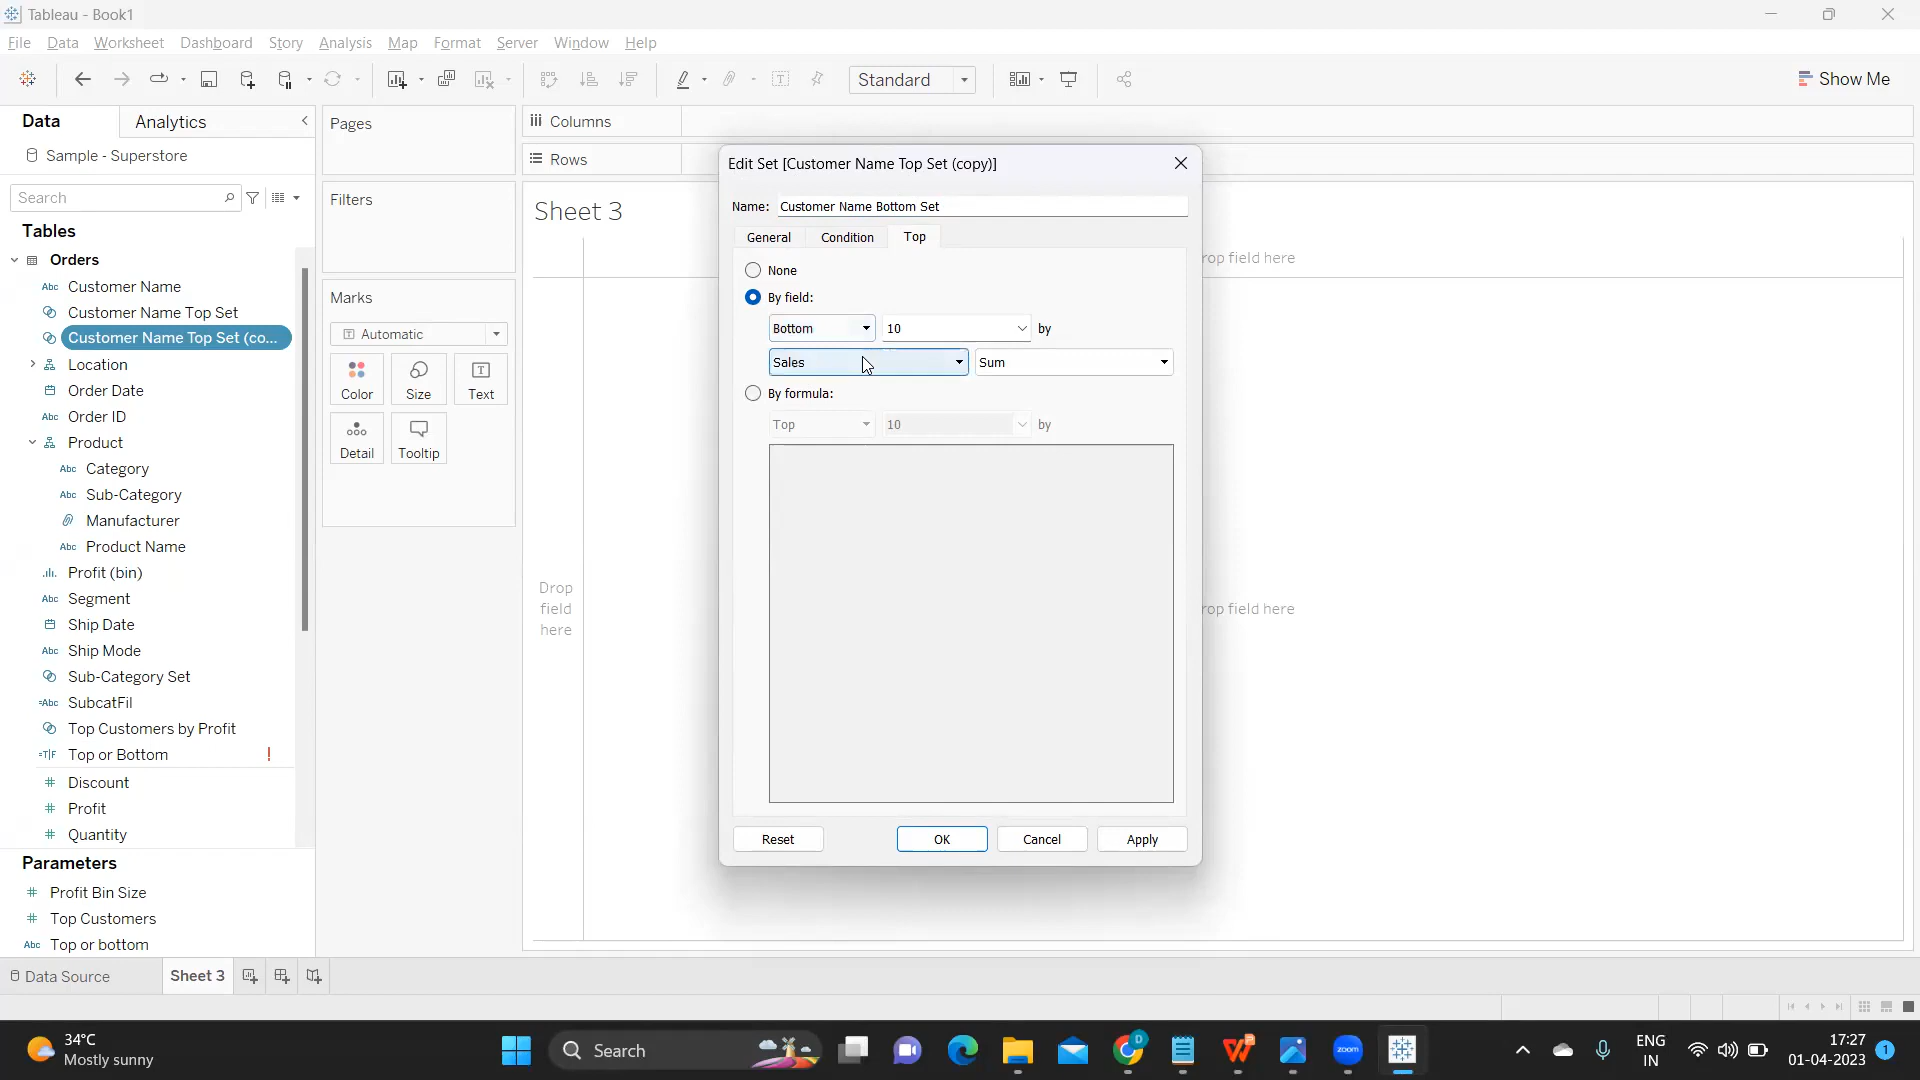 Tableau - Book1
File Data Worksheet Dashboard Story Analysis Map Format Server Window Help
Standard
Show Me
Data
Analytics
Sample - Superstore
Search
Tables
Orders
Customer Name
Customer Name Top Set
Customer Name Top Set (co...
Location
Order Date
Order ID
Product
Category
Sub-Category
Manufacturer
Product Name
Profit (bin)
Segment
Ship Date
Ship Mode
Sub-Category Set
SubcatFil
Top Customers by Profit
Top or Bottom
!
Discount
Profit
Quantity
Parameters
Profit Bin Size
Top Customers
Top or bottom
Pages
Filters
Marks
Automatic
Color
Size
Text
Detail
Tooltip
Columns
Rows
Sheet 3
Drop
field
here
rop field here
rop field here
Edit Set [Customer Name Top Set (copy)]
Name: Customer Name Bottom Set
General Condition Top
None
By field:
Bottom 10 by
Sales Sum
By formula:
Top 10 by
Reset OK Cancel Apply
Data Source
Sheet 3
34°C
Mostly sunny
Search
zoom
ENG
IN
17:27
01-04-2023
1